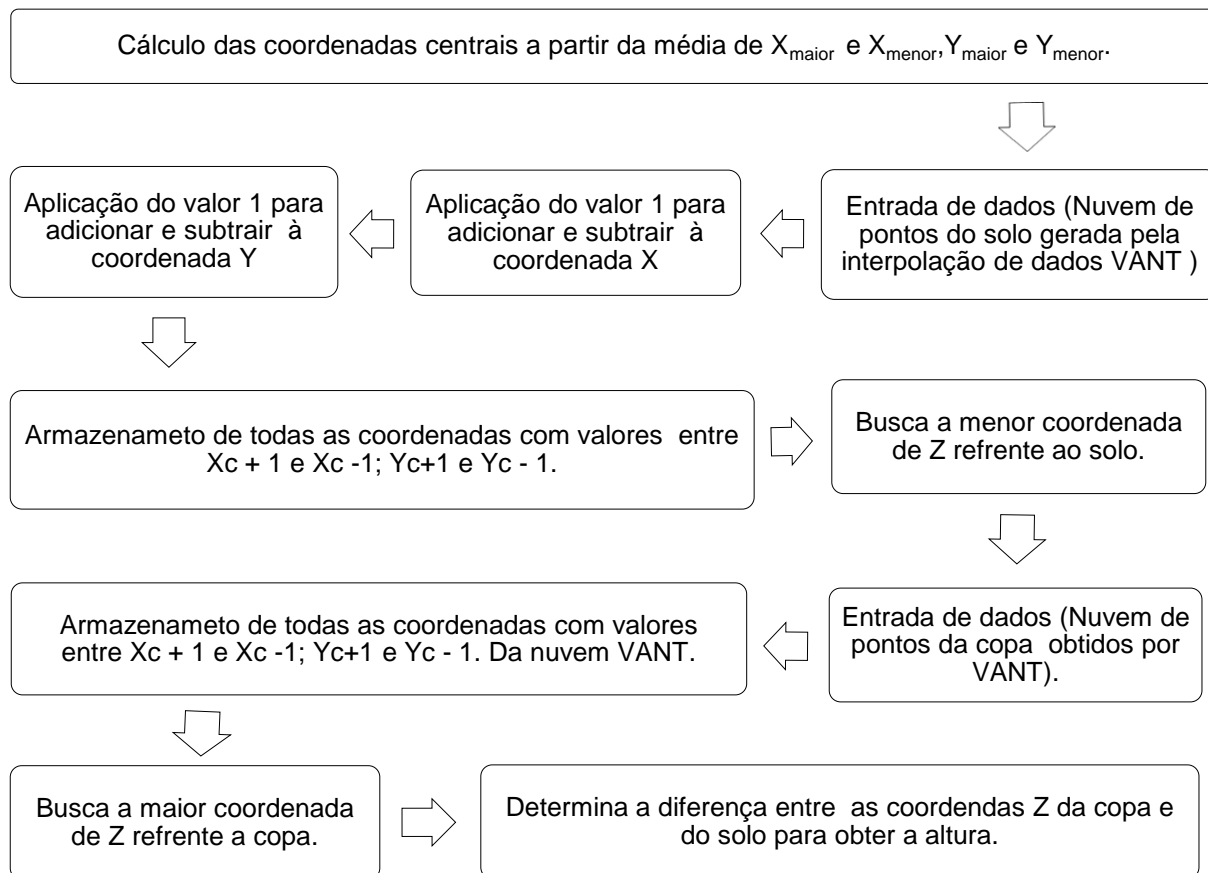 Cálculo das coordenadas centrais a partir da média de Xmaior e Xmenor,Ymaior e Ymenor.
Entrada de dados (Nuvem de
pontos do solo gerada pela
interpolação de dados VANT )
Aplicação do valor 1 para
adicionar e subtrair à
coordenada X
Aplicação do valor 1 para
adicionar e subtrair à
coordenada Y
Armazenameto de todas as coordenadas com valores entre
Xc + 1 e Xc -1; Yc+1 e Yc - 1.
Busca a menor coordenada
de Z refrente ao solo.
Entrada de dados (Nuvem de
pontos da copa obtidos por
VANT).
Armazenameto de todas as coordenadas com valores
entre Xc + 1 e Xc -1; Yc+1 e Yc - 1. Da nuvem VANT.
Busca a maior coordenada
de Z refrente a copa.
Determina a diferença entre as coordendas Z da copa e
do solo para obter a altura.